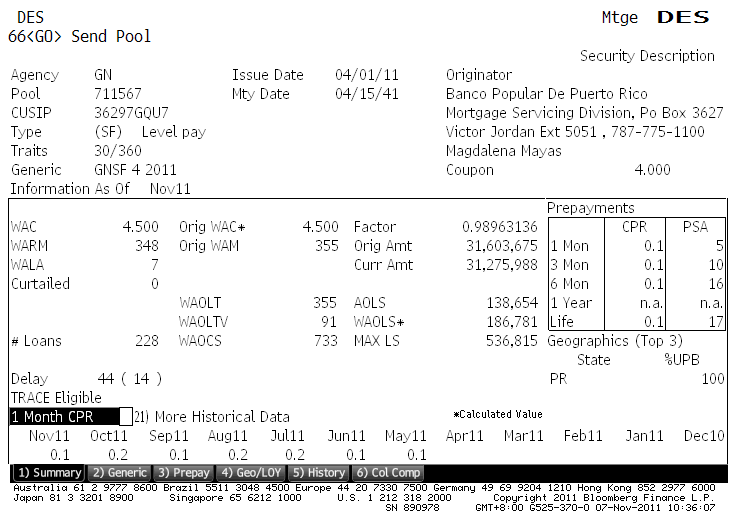 DES Mtge DES
66<GO> Send Pool
Security Description
Agency GN Issue Date 04/01/11 Originator
Pool 711567 Mty Date 04/15/41 Banco Popular De Puerto Rico
CUSIP 36297GQU7 Mortgage Servicing Division, Po Box 3627
Type (SF) Level pay Victor Jordan Ext 5051 , 787-775-1100
Traits 30/360 Magdalena Mayas
Generic GNSF 4 2011 Coupon 4.000
Information As Of Nov11
Prepayments
WAC 4.500 Orig WAC* 4.500 Factor 0.98963136 CPR PSA
WARM 348 Orig WAM 355 Orig Amt 31,603,675 1 Mon 0.1 5
WALA 7 Curr Amt 31,275,988 3 Mon 0.1 10
Curtailed 0 6 Mon 0.1 16
WAOLT 355 AOLS 138,654 1 Year n.a. n.a.
WAOLTV 91 WAOLS* 186,781 Life 0.1 17
# Loans 228 WAOCS 733 MAX LS 536,815 Geographics (Top 3)
State %UPB
Delay 44 ( 14 ) PR 100
TRACE Eligible
1 Month CPR 21) More Historical Data *Calculated Value
Nov11 Oct11 Sep11 Aug11 Jul11 Jun11 May11 Apr11 Mar11 Feb11 Jan11 Dec10
0.1 0.2 0.1 0.2 0.2 0.1 0.1
1) Summary 2) Generic 3) Prepay 4) Geo/LOY 5) History 6) Col Comp
Australia 61 2 9777 8600 Brazil 5511 3048 4500 Europe 44 20 7330 7500 Germany 49 69 9204 1210 Hong Kong 852 2977 6000
Japan 81 3 3201 8900 Singapore 65 6212 1000 U.S. 1 212 318 2000 Copyright 2011 Bloomberg Finance L.P.
SN 890978 GMT+8:00 G525-370-0 07-Nov-2011 10:36:07